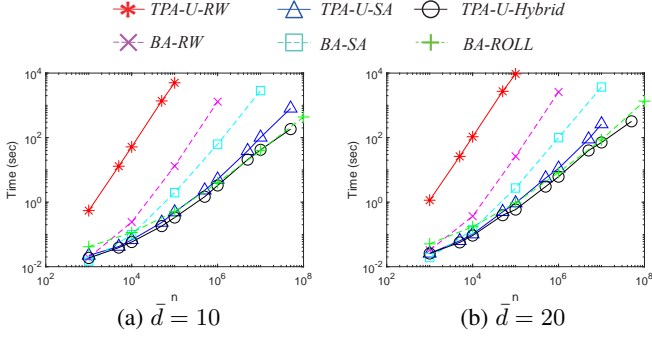 TPA-U-RW TPA-U-SA TPA-U-Hybrid
BA-RW BA-SA BA-ROLL
10^4 10^4
10^2 10^2
Time (sec) Time (sec)
10^0 10^0
10^-2 10^-2
10^2 10^4 10^6 10^8 10^2 10^4 10^6 10^8
n n
(a) d̄ = 10 (b) d̄ = 20